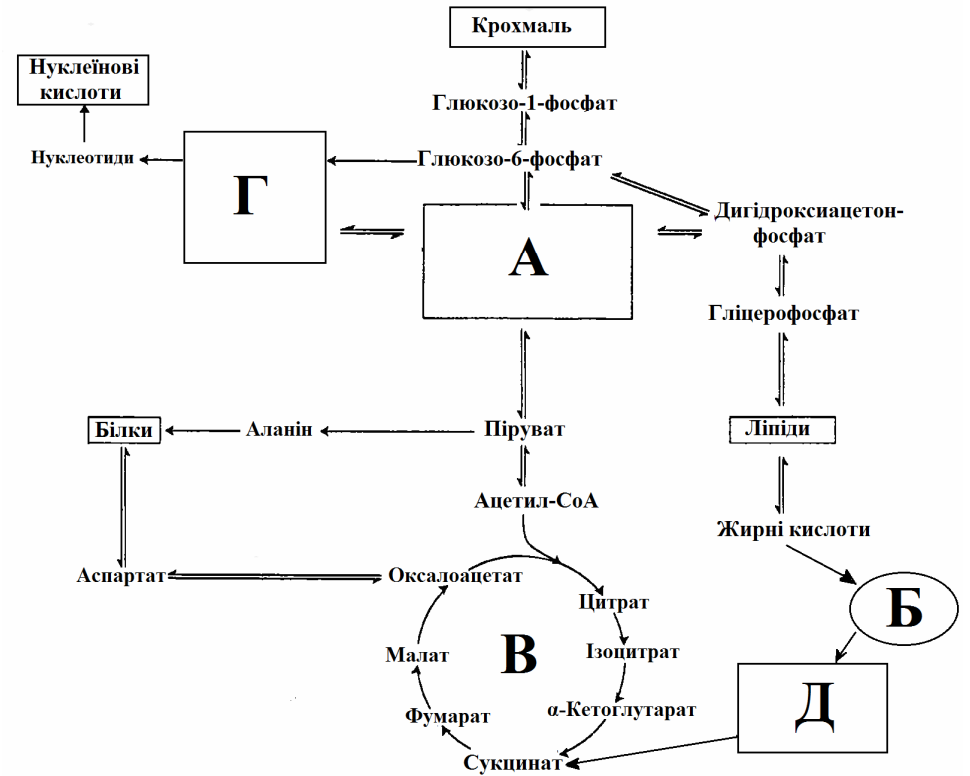 Крохмаль
Нуклеїнові
кислоти
Глюкозо-1-фосфат
Нуклеотиди
Г
Глюкозо-6-фосфат
А
Дигідроксиацетон-
фосфат
Гліцерофосфат
Білки
Аланін
Піруват
Ліпіди
Ацетил-СоА
Жирні кислоти
Аспартат
Оксалоацетат
Цитрат
Б
В
Малат
Ізоцитрат
Фумарат
α-Кетоглутарат
Д
Сукцинат